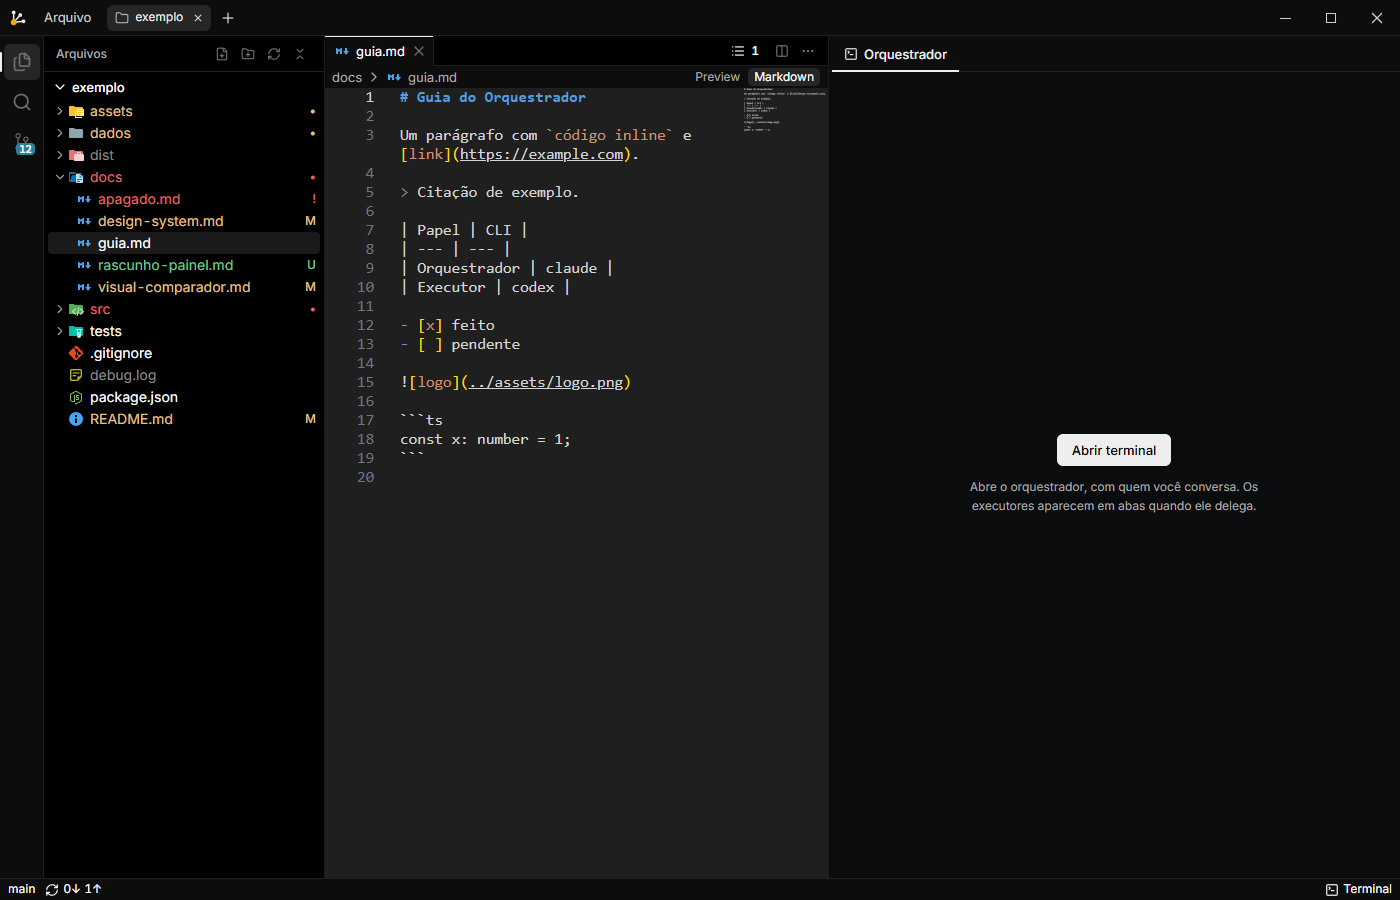 Arquivo
exemplo
Arquivos
exemplo
assets
dados
dist
docs
apagado.md !
design-system.md M
guia.md
rascunho-painel.md U
visual-comparador.md M
src
tests
.gitignore
debug.log
package.json
README.md M
12
guia.md
1
docs > guia.md
Preview Markdown
1 # Guia do Orquestrador
2
3 Um parágrafo com `código inline` e
[link](https://example.com).
4
5 > Citação de exemplo.
6
7 | Papel | CLI |
8 | --- | --- |
9 | Orquestrador | claude |
10 | Executor | codex |
11
12 - [x] feito
13 - [ ] pendente
14
15 ![logo](../assets/logo.png)
16
17 ```ts
18 const x: number = 1;
19 ```
20
Orquestrador
Abrir terminal
Abre o orquestrador, com quem você conversa. Os
executores aparecem em abas quando ele delega.
main 0↓ 1↑
Terminal